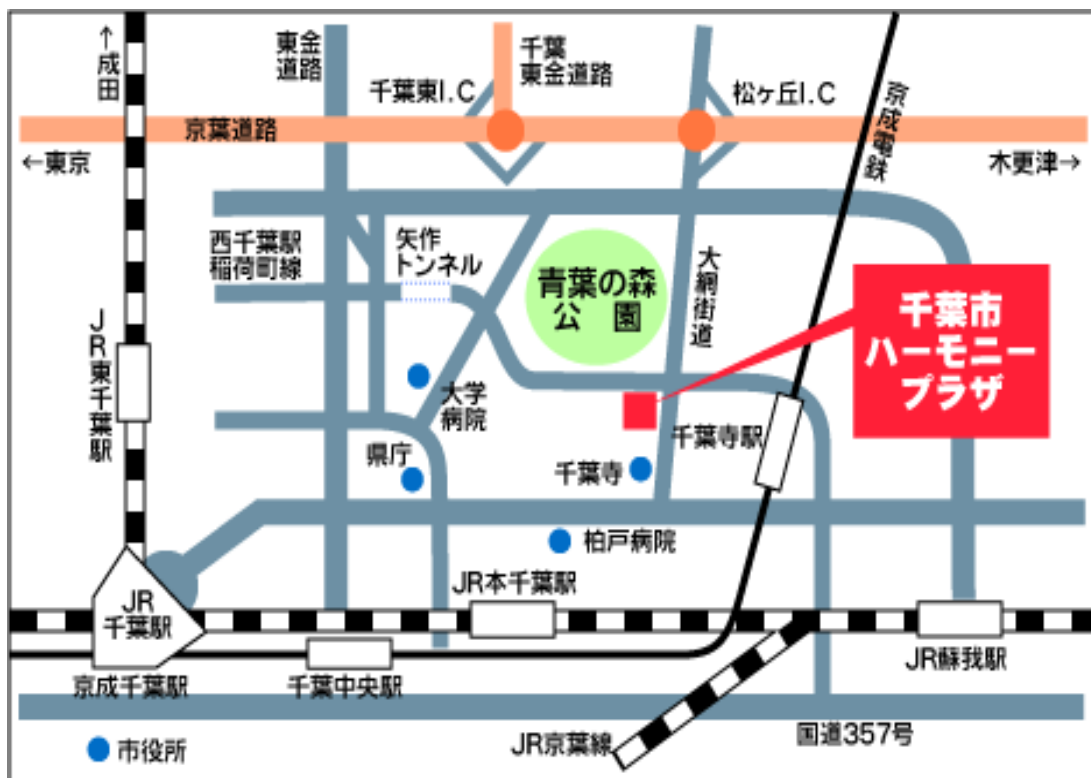 ←成田
東金
道路
千葉
東金道路
千葉東I.C
松ヶ丘I.C
京成電鉄
京葉道路
←東京
木更津→
西千葉駅
稲荷町線
矢作
トンネル
青葉の森
公園
大網街道
千葉市
ハーモニー
プラザ
JR東千葉駅
大学
病院
県庁
千葉寺駅
千葉寺
柏戸病院
JR本千葉駅
JR
千葉駅
京成千葉駅
千葉中央駅
JR蘇我駅
JR京葉線
国道357号
市役所